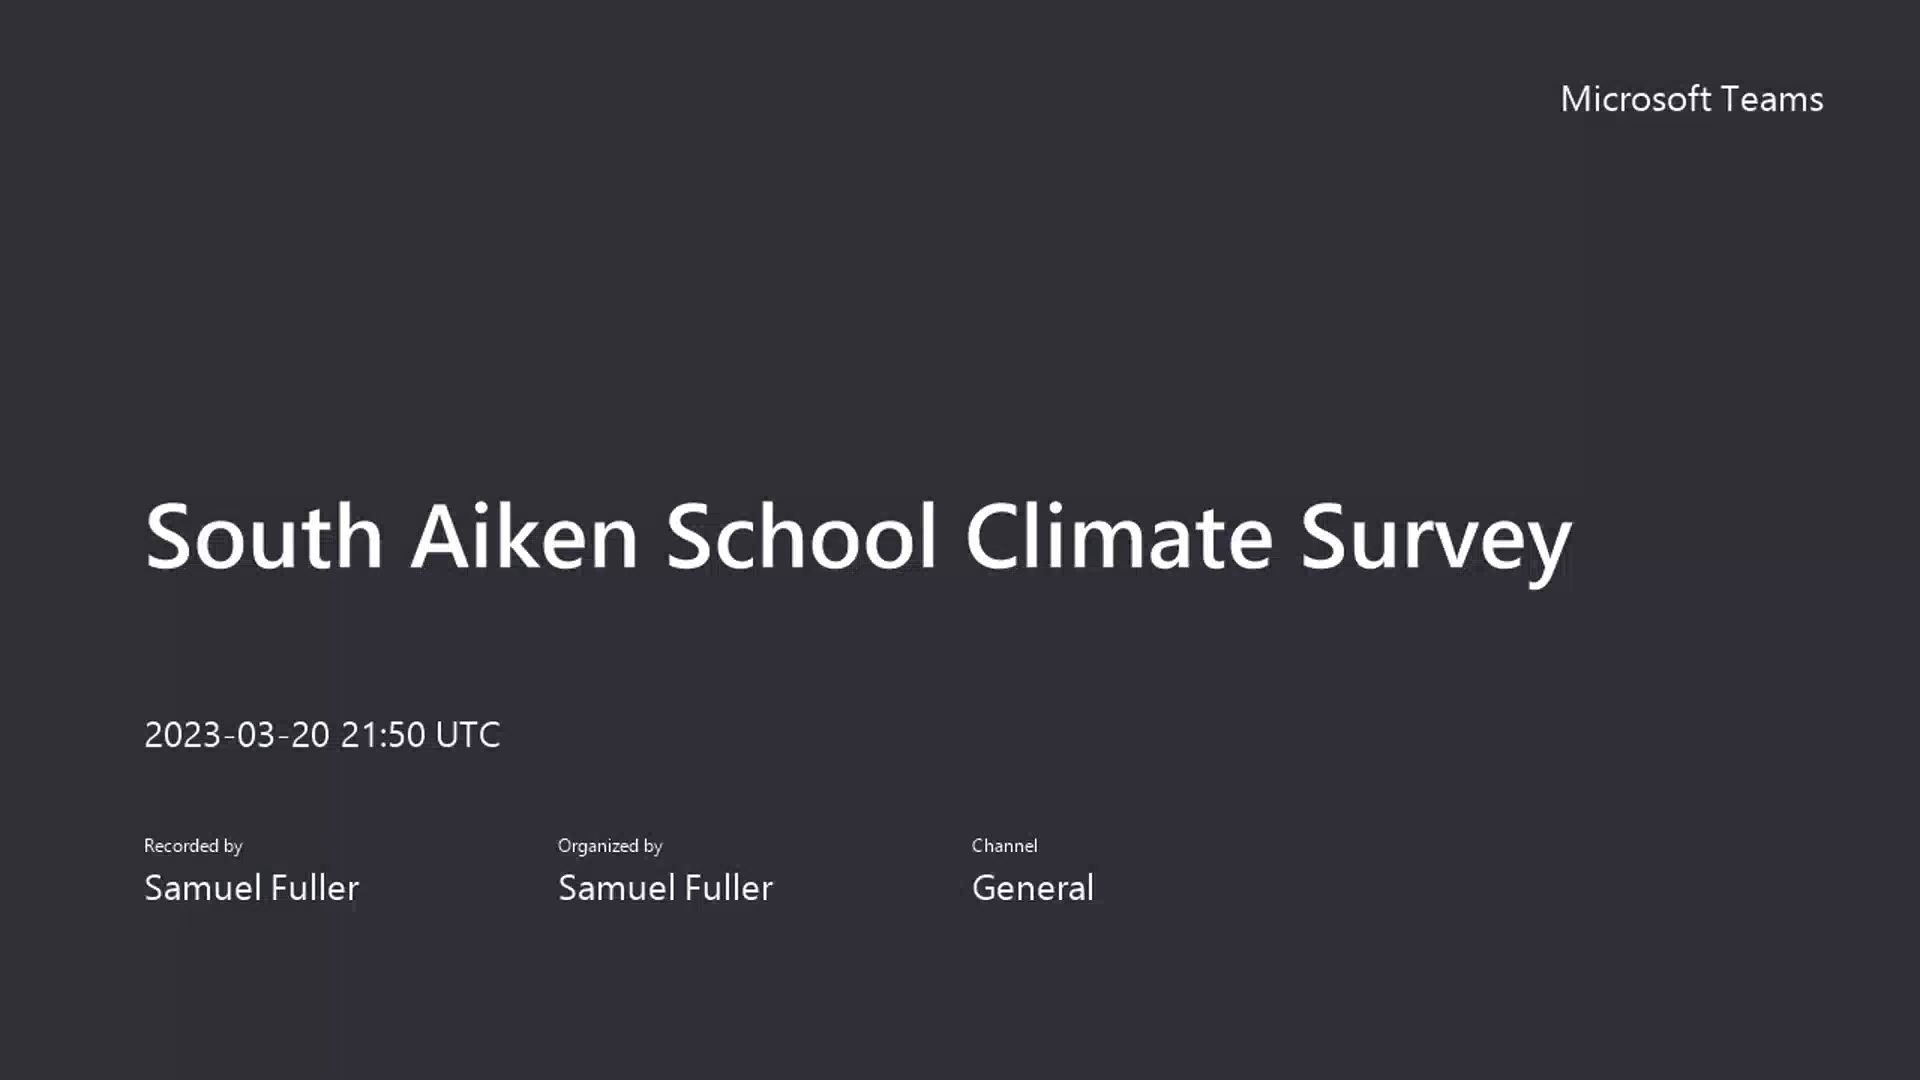 Microsoft Teams
South Aiken School Climate Survey
2023-03-20 21:50 UTC
Recorded by
Samuel Fuller
Organized by
Samuel Fuller
Channel
General